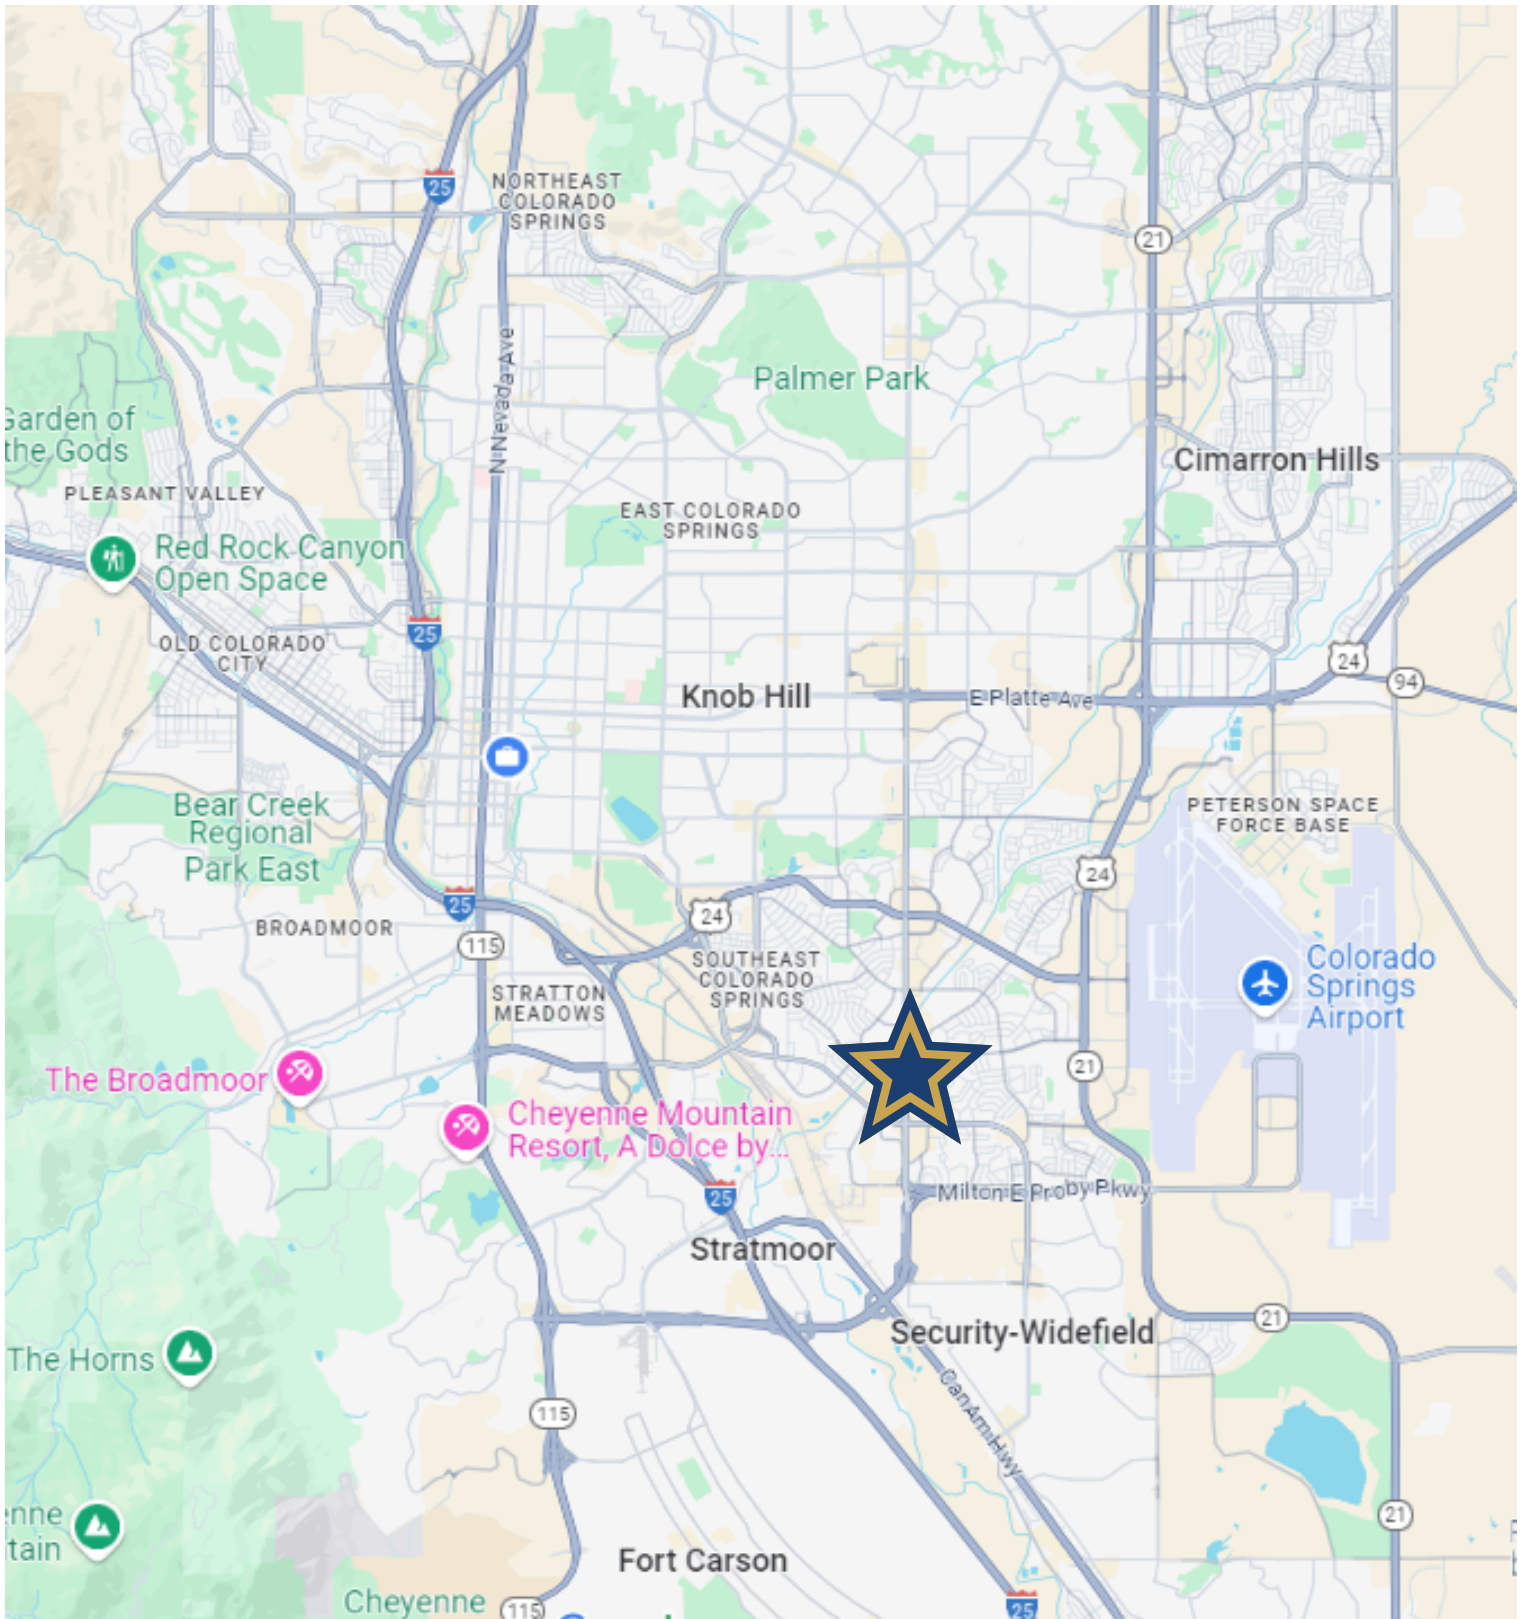 25
NORTHEAST
COLORADO
SPRINGS
21
N Nevada Ave
Palmer Park
Garden of
the Gods
Cimarron Hills
PLEASANT VALLEY
EAST COLORADO
SPRINGS
Red Rock Canyon
Open Space
25
OLD COLORADO
CITY
24
94
Knob Hill
E Platte Ave
Bear Creek
Regional
Park East
PETERSON SPACE
FORCE BASE
24
25
24
BROADMOOR
115
SOUTHEAST
COLORADO
SPRINGS
Colorado
Springs
Airport
STRATTON
MEADOWS
21
The Broadmoor
Cheyenne Mountain
Resort, A Dolce by...
25
Milton E Proby Pkwy
Stratmoor
21
Security-Widefield
The Horns
CanAm Hwy
115
21
enne
tain
Fort Carson
Cheyenne
115
25